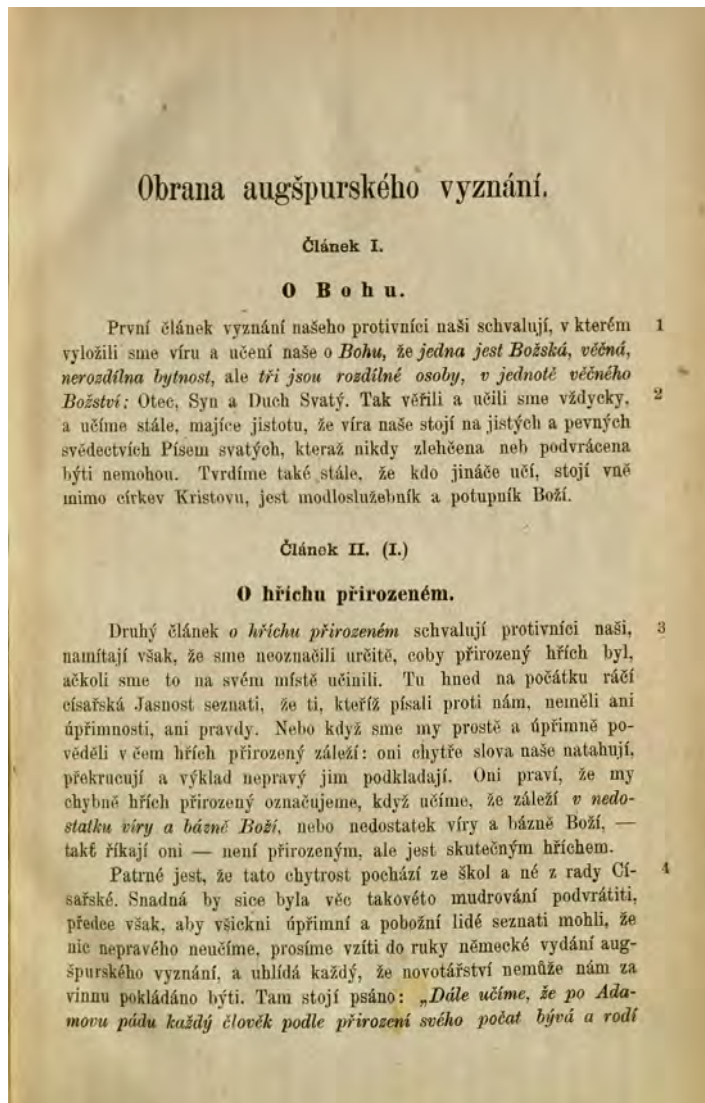 Obrana augšpurského vyznání.
Článek I.
O Bohu.
První článek vyznání našeho protivníci naši schvalují, v kterém 1
vyložili sme víru a učení naše o Bohu, že jedna jest Božská, věčná,
nerozdílna bytnost, ale tři jsou rozdílné osoby, v jednotě věčného
Božství: Otec, Syn a Duch Svatý. Tak věřili a učili sme vždycky, 2
a učíme stále, majíce jistotu, že víra naše stojí na jistých a pevných
svědectvích Písem svatých, kteraž nikdy zlehčena neb podvrácena
býti nemohou. Tvrdíme také stále, že kdo jináče učí, stojí vně
mimo církev Kristovu, jest modloslužebník a potupník Boží.
Článek II. (I.)
O hříchu přirozeném.
Druhý článek o hříchu přirozeném schvalují protivníci naši, 3
namítají však, že sme neoznačili určitě, coby přirozený hřích byl,
ačkoli sme to na svém místě učinili. Tu hned na počátku ráčí
císařská Jasnost seznati, že ti, kteříž písali proti nám, neměli ani
úpřimnosti, ani pravdy. Nebo když sme my prostě a úpřimně po-
věděli v čem hřích přirozený záleží: oni chytře slova naše natahují,
překrucují a výklad nepravý jim podkladají. Oni praví, že my
chybně hřích přirozený označujeme, když učíme, že záleží v nedo-
statku víry a bázně Boží, nebo nedostatek víry a bázně Boží, —
takť říkají oni — není přirozeným, ale jest skutečným hříchem.
Patrné jest, že tato chytrost pochází ze škol a né z rady Cí- 4
sařské. Snadná by sice byla věc takovéto mudrování podvrátiti,
předce však, aby všickni úpřimní a pobožní lidé seznati mohli, že
nic nepravého neučíme, prosíme vzíti do ruky německé vydání aug-
špurského vyznání, a uhlídá každý, že novotářství nemůže nám za
vinnu pokládáno býti. Tam stojí psáno: „Dále učíme, že po Ada-
movu pádu každý člověk podle přirození svého počat bývá a rodí